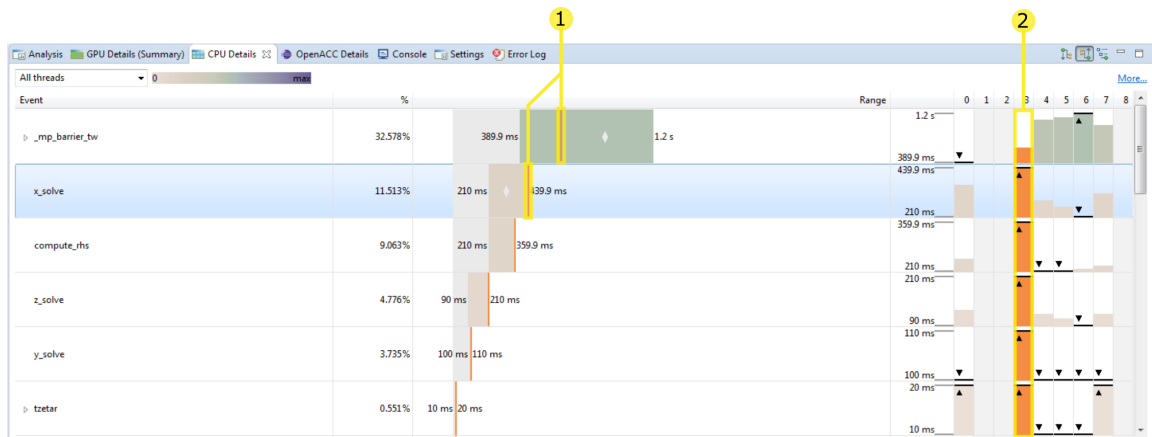 1 2
Analysis GPU Details (Summary) CPU Details OpenACC Details Console Settings Error Log
All threads 0 max More...
Event % Range 0 1 2 3 4 5 6 7 8
_mp_barrier_tw 32.578% 389.9 ms 1.2 s 1.2 s 389.9 ms
x_solve 11.513% 210 ms 439.9 ms 439.9 ms 210 ms
compute_rhs 9.063% 210 ms 359.9 ms 359.9 ms 210 ms
z_solve 4.776% 90 ms 210 ms 210 ms 90 ms
y_solve 3.735% 100 ms 110 ms 110 ms 100 ms
tzetar 0.551% 10 ms 20 ms 20 ms 10 ms